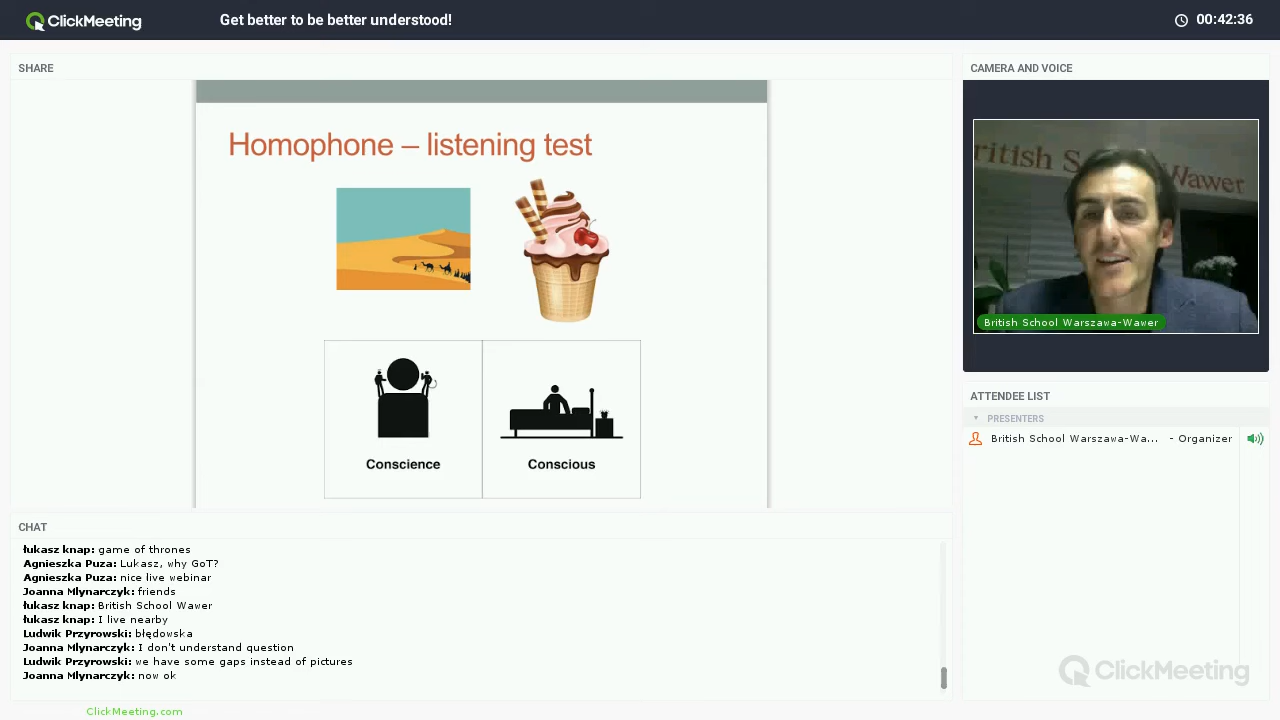 ClickMeeting
Get better to be better understood!
00:42:36
SHARE
Homophone – listening test
Conscience
Conscious
CAMERA AND VOICE
ritish S Wawer
British School Warszawa-Wawer
ATTENDEE LIST
PRESENTERS
British School Warszawa-Wa... - Organizer
CHAT
łukasz knap: game of thrones
Agnieszka Puza: Lukasz, why GoT?
Agnieszka Puza: nice live webinar
Joanna Mlynarczyk: friends
łukasz knap: British School Wawer
łukasz knap: I live nearby
Ludwik Przyrowski: błędowska
Joanna Mlynarczyk: I don't understand question
Ludwik Przyrowski: we have some gaps instead of pictures
Joanna Mlynarczyk: now ok
ClickMeeting
ClickMeeting.com